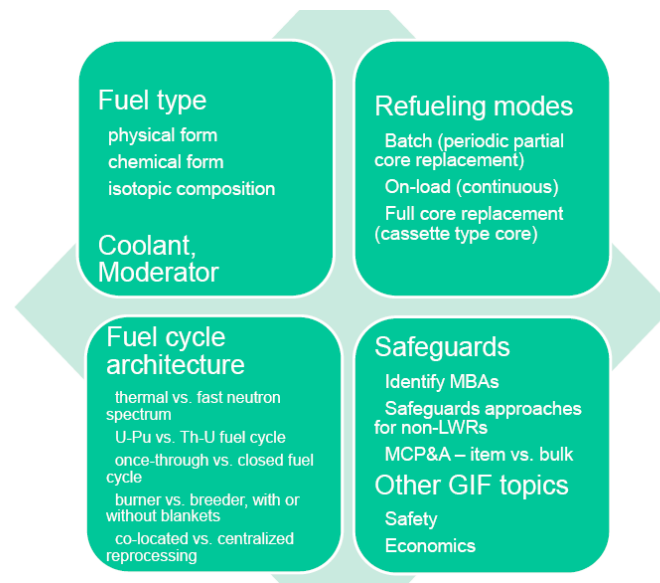 Fuel type
physical form
chemical form
isotopic composition
Coolant,
Moderator
Refueling modes
Batch (periodic partial
core replacement)
On-load (continuous)
Full core replacement
(cassette type core)
Fuel cycle
architecture
thermal vs. fast neutron
spectrum
U-Pu vs. Th-U fuel cycle
once-through vs. closed fuel
cycle
burner vs. breeder, with or
without blankets
co-located vs. centralized
reprocessing
Safeguards
Identify MBAs
Safeguards approaches
for non-LWRs
MCP&A – item vs. bulk
Other GIF topics
Safety
Economics